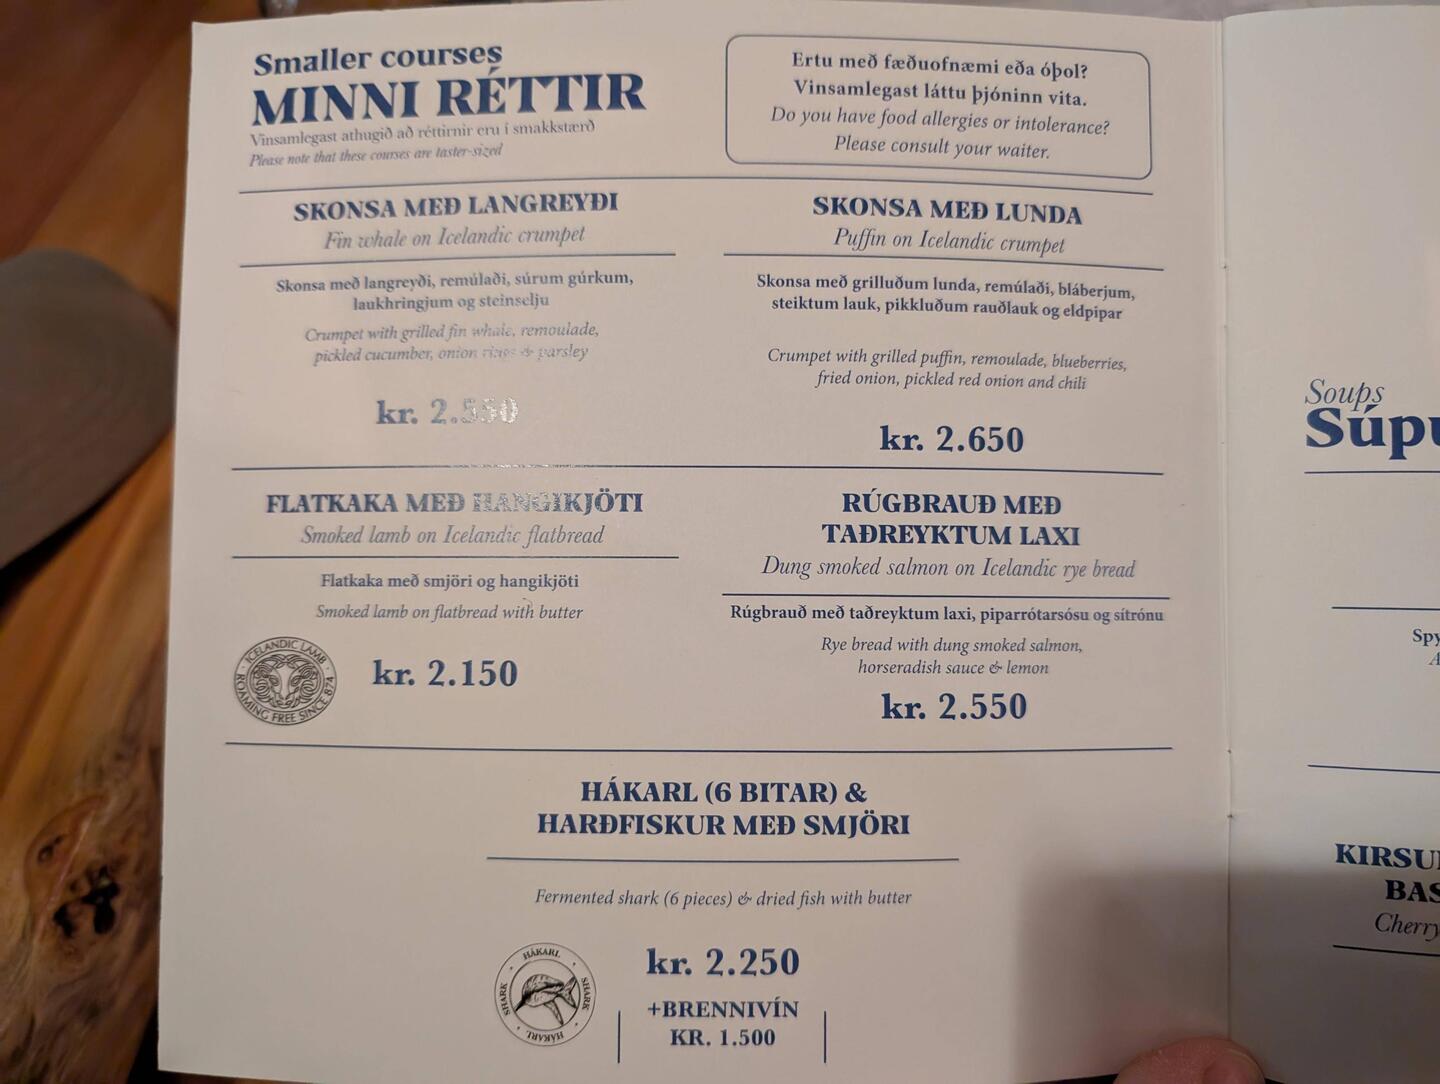 Smaller courses
MINNI RÉTTIR
Vinsamlegast athugið að réttirnir eru í smakkstærð
Please note that these courses are taster-sized
Ertu með fæðuofnæmi eða óþol?
Vinsamlegast láttu þjóninn vita.
Do you have food allergies or intolerance?
Please consult your waiter.
SKONSA MEÐ LANGREYÐI
Fin whale on Icelandic crumpet
Skonsa með langreyði, remúlaði, súrum gúrkum,
laukhringjum og steinselju
Crumpet with grilled fin whale, remoulade,
pickled cucumber, onion rings & parsley
kr. 2.550
SKONSA MEÐ LUNDA
Puffin on Icelandic crumpet
Skonsa með grilluðum lunda, remúlaði, bláberjum,
steiktum lauk, pikkluðum rauðlauk og eldpipar
Crumpet with grilled puffin, remoulade, blueberries,
fried onion, pickled red onion and chili
kr. 2.650
FLATKAKA MEÐ HANGIKJÖTI
Smoked lamb on Icelandic flatbread
Flatkaka með smjöri og hangikjöti
Smoked lamb on flatbread with butter
ICELANDIC LAMB
ROAMING FREE SINCE 874
kr. 2.150
RÚGBRAUÐ MEÐ
TAÐREYKTUM LAXI
Dung smoked salmon on Icelandic rye bread
Rúgbrauð með taðreyktum laxi, piparrótarsósu og sítrónu
Rye bread with dung smoked salmon,
horseradish sauce & lemon
kr. 2.550
HÁKARL (6 BITAR) &
HARÐFISKUR MEÐ SMJÖRI
Fermented shark (6 pieces) & dried fish with butter
HÁKARL · SHARK · HÁKARL · SHARK
kr. 2.250
+BRENNIVÍN
KR. 1.500
Soups
Súpu
Spy
A
KIRSU
BAS
Cherry